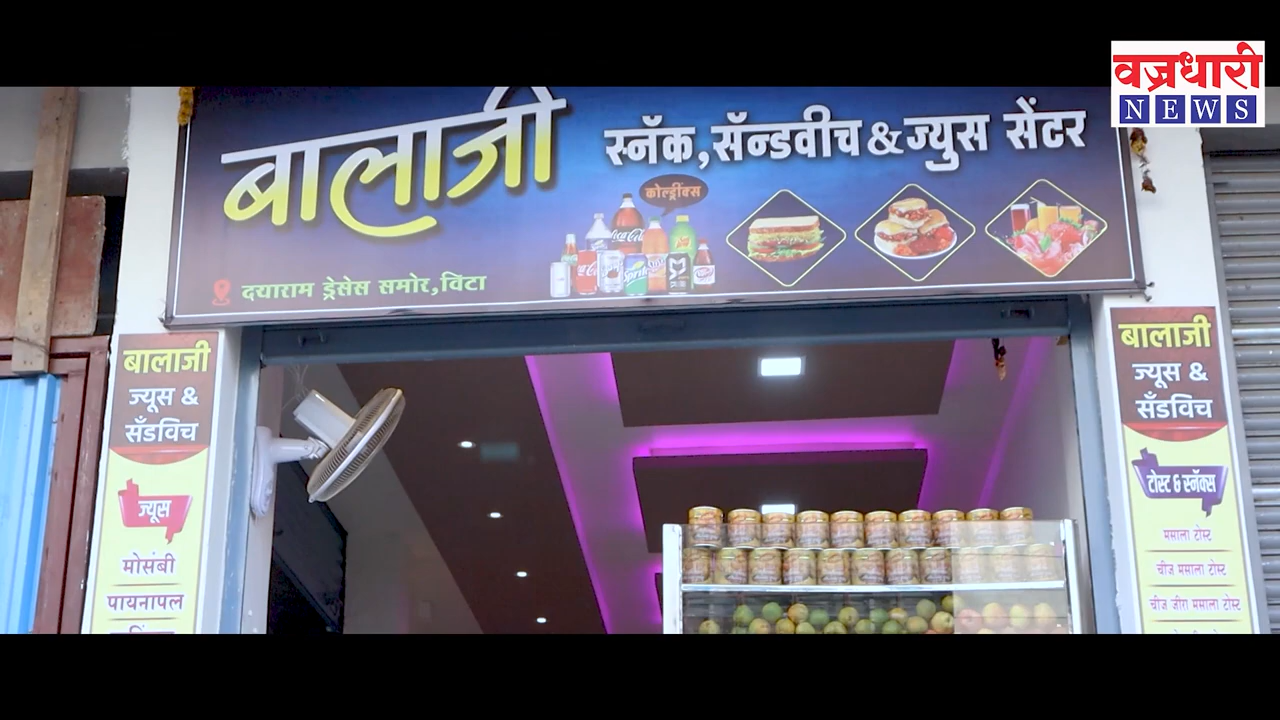 वज्रधारी
NEWS
बालाजी
स्नॅक,सॅन्डवीच & ज्युस सेंटर
कोल्ड्रींक्स
दयाराम ड्रेसेस समोर,विटा
बालाजी
ज्यूस &
सँडविच
ज्यूस
मोसंबी
पायनापल
बालाजी
ज्यूस &
सँडविच
टोस्ट & स्नॅक्स
मसाला टोस्ट
चीज मसाला टोस्ट
चीज जीरा मसाला टोस्ट